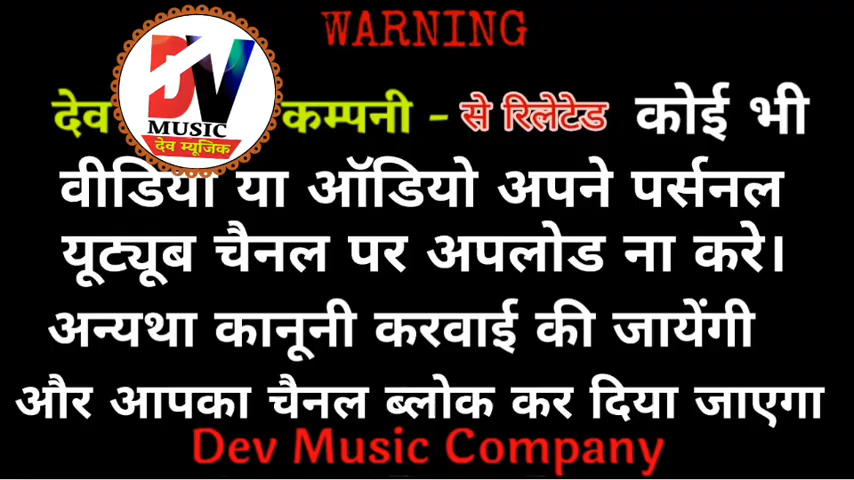 WARNING
DV
MUSIC
देव म्यूजिक
देव कम्पनी - से रिलेटेड कोई भी
वीडियो या ऑडियो अपने पर्सनल
यूट्यूब चैनल पर अपलोड ना करे।
अन्यथा कानूनी करवाई की जायेंगी
और आपका चैनल ब्लोक कर दिया जाएगा
Dev Music Company